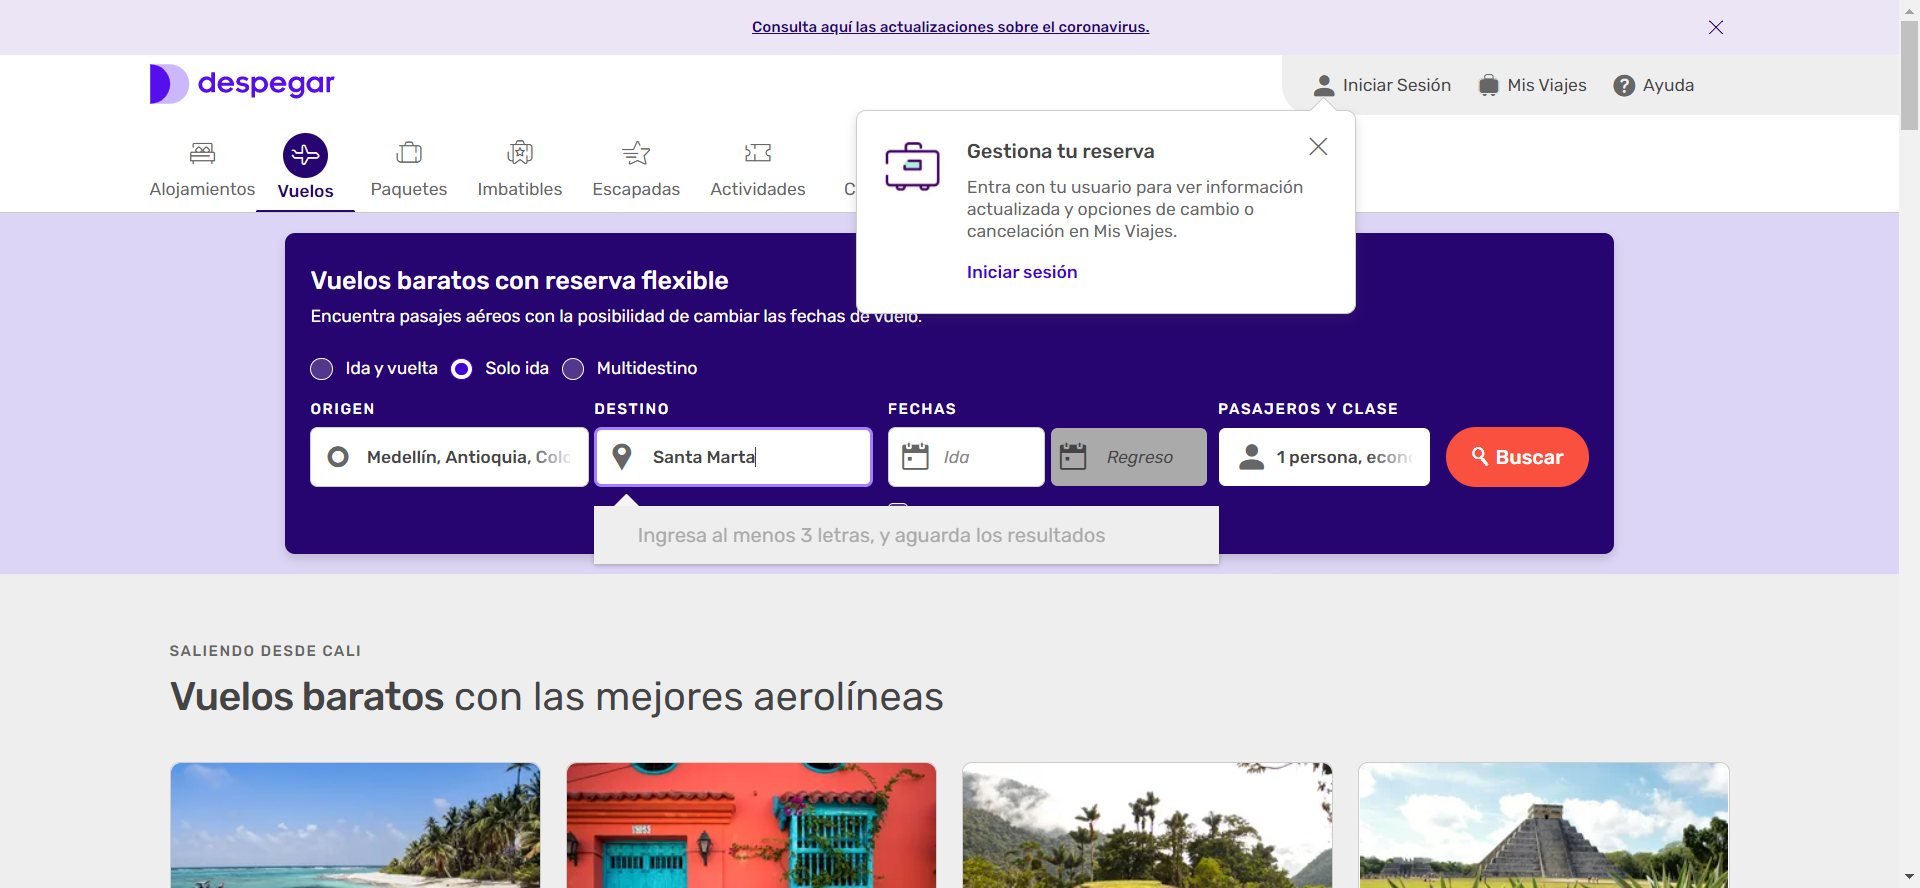 Consulta aquí las actualizaciones sobre el coronavirus.
despegar
Iniciar Sesión
Mis Viajes
? Ayuda
Alojamientos
Vuelos
Paquetes
Imbatibles
Escapadas
Actividades
C
Gestiona tu reserva
Entra con tu usuario para ver información
actualizada y opciones de cambio o
cancelación en Mis Viajes.
Iniciar sesión
Vuelos baratos con reserva flexible
Encuentra pasajes aéreos con la posibilidad de cambiar las fechas de vuelo.
Ida y vuelta
Solo ida
Multidestino
ORIGEN
DESTINO
FECHAS
PASAJEROS Y CLASE
Medellín, Antioquia, Colo
Santa Marta
Ida
Regreso
1 persona, econo
Buscar
Ingresa al menos 3 letras, y aguarda los resultados
SALIENDO DESDE CALI
Vuelos baratos con las mejores aerolíneas